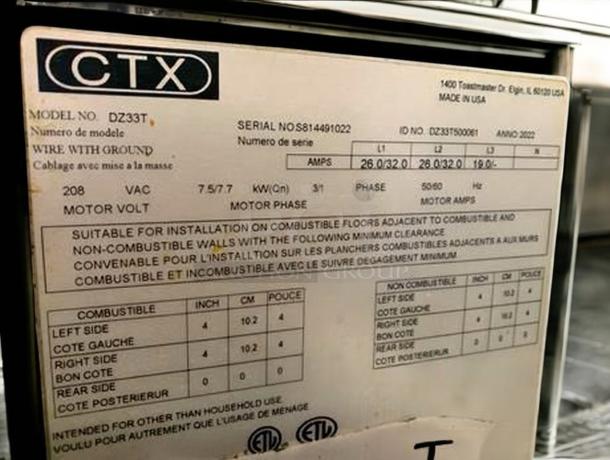 CTX
1400 Toastmaster Dr. Elgin, IL 60120 USA
MADE IN USA
MODEL NO. DZ33T
Numero de modele
SERIAL NO.S814491022
Numero de serie
ID NO. DZ33T500061
ANNO 2022
WIRE WITH GROUND
Cablage avec mise a la masse
L1 L2 L3 N
AMPS 26.0/32.0 26.0/32.0 19.0/-
208 VAC 7.5/7.7 kW(Qn) 3/1 PHASE 50/60 Hz
MOTOR VOLT MOTOR PHASE MOTOR AMPS
SUITABLE FOR INSTALLATION ON COMBUSTIBLE FLOORS ADJACENT TO COMBUSTIBLE AND
NON-COMBUSTIBLE WALLS WITH THE FOLLOWING MINIMUM CLEARANCE
CONVENABLE POUR L'INSTALLTION SUR LES PLANCHERS COMBUSTIBLES ADJACENTS A AUX MURS
COMBUSTIBLE ET INCOMBUSTIBLE AVEC LE SUIVRE DEGAGEMENT MINIMUM
COMBUSTIBLE INCH CM POUCE
LEFT SIDE 4 10.2 4
COTE GAUCHE
RIGHT SIDE 4 10.2 4
BON COTE
REAR SIDE 0 0 0
COTE POSTERIERUR
NON COMBUSTIBLE INCH CM POUCE
LEFT SIDE 4 10.2 4
COTE GAUCHE
RIGHT SIDE 4 10.2 4
BON COTE
REAR SIDE 0 0 0
COTE POSTERIERUR
INTENDED FOR OTHER THAN HOUSEHOLD USE
VOULU POUR AUTREMENT QUE L'USAGE DE MENAGE
ETL ETL
GROUP